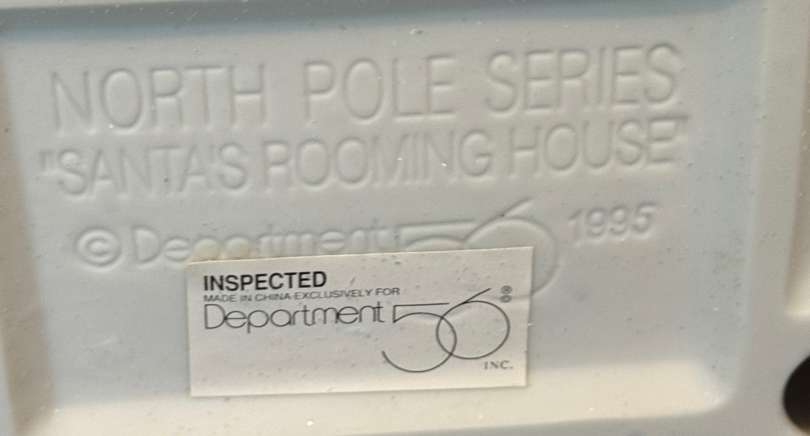 NORTH POLE SERIES
"SANTA'S ROOMING HOUSE"
© Department 56 1995
INSPECTED
MADE IN CHINA EXCLUSIVELY FOR
Department 56 ®
INC.